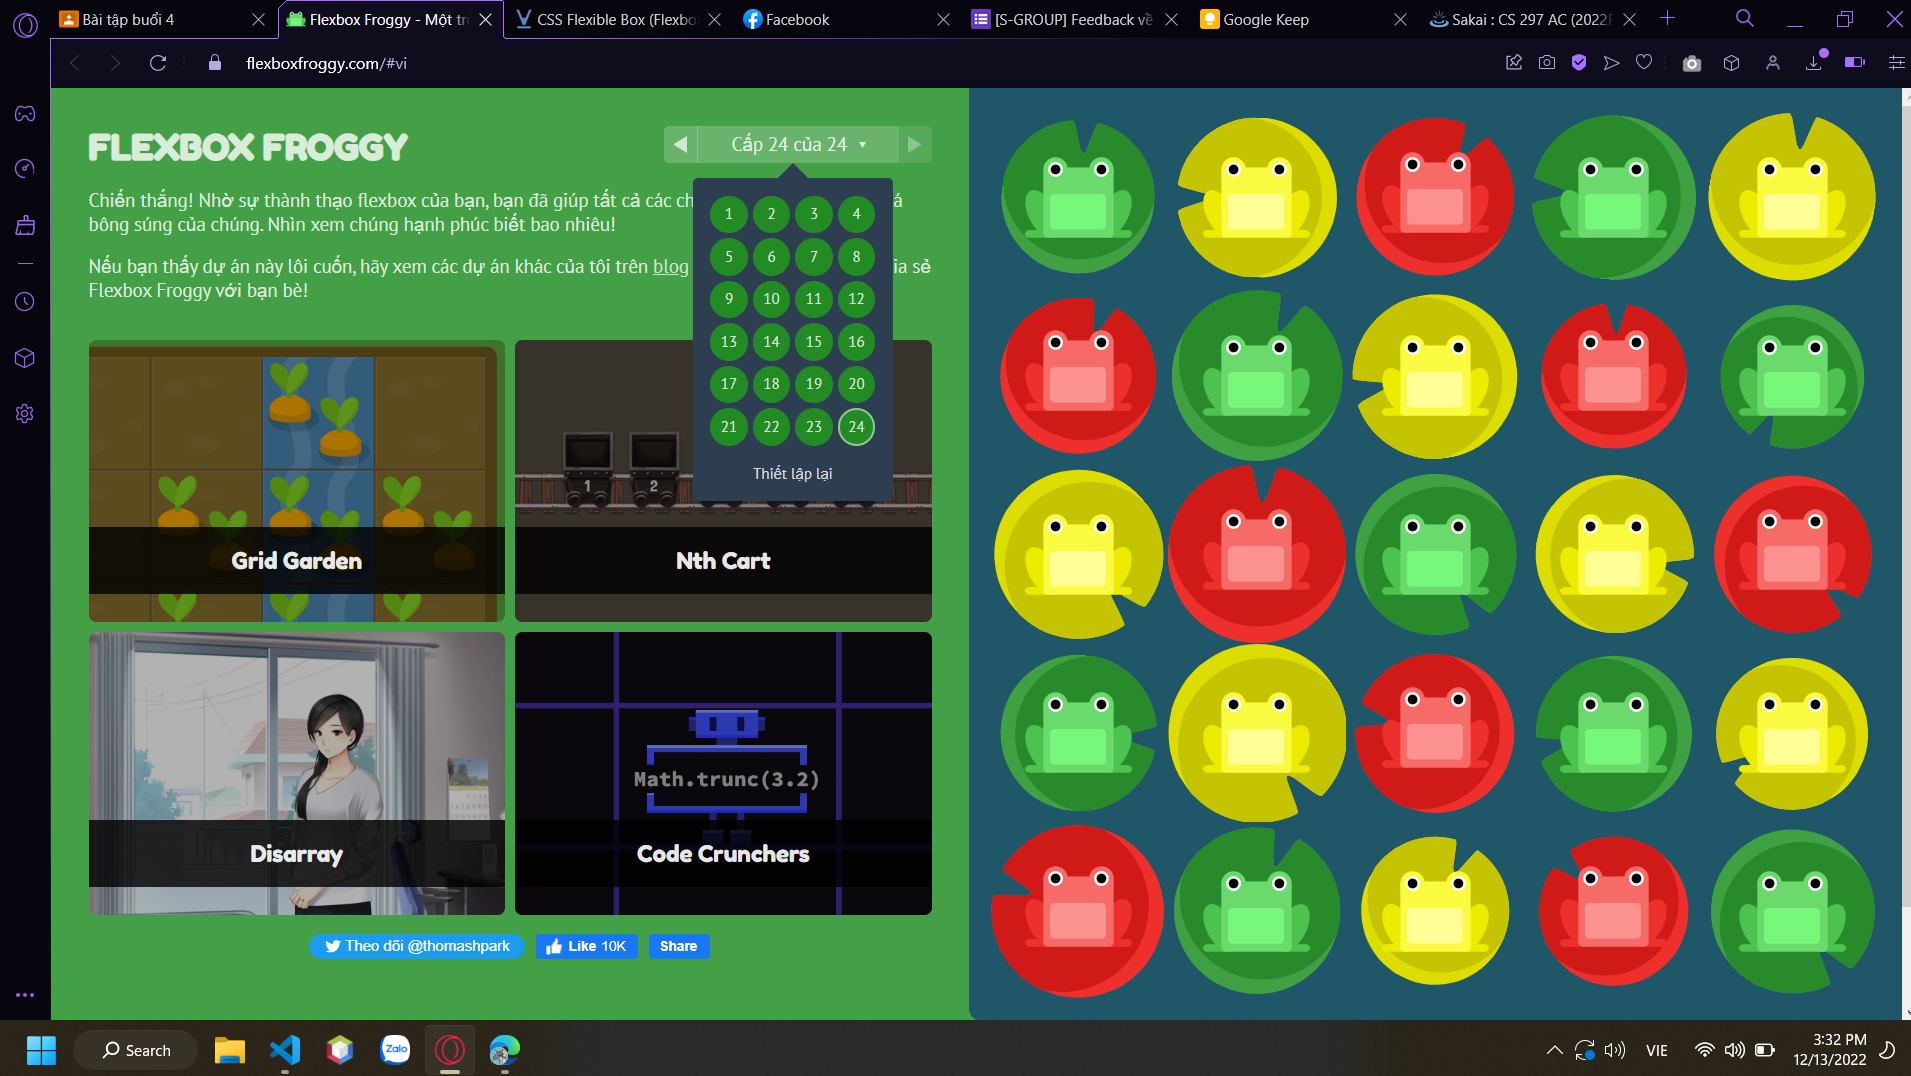 Bài tập buổi 4
Flexbox Froggy - Một tr
CSS Flexible Box (Flexbo
Facebook
[S-GROUP] Feedback về
Google Keep
Sakai : CS 297 AC (2022F
flexboxfroggy.com/#vi
FLEXBOX FROGGY
Cấp 24 của 24
Chiến thắng! Nhờ sự thành thạo flexbox của bạn, bạn đã giúp tất cả các ch
bông súng của chúng. Nhìn xem chúng hạnh phúc biết bao nhiêu!
Nếu bạn thấy dự án này lôi cuốn, hãy xem các dự án khác của tôi trên blog
Flexbox Froggy với bạn bè!
1 2 3 4
5 6 7 8
9 10 11 12
13 14 15 16
17 18 19 20
21 22 23 24
Thiết lập lại
1 2
Grid Garden
Nth Cart
Math.trunc(3.2)
Disarray
Code Crunchers
Theo dõi @thomashpark
Like 10K
Share
Search
Zalo
VIE
3:32 PM
12/13/2022